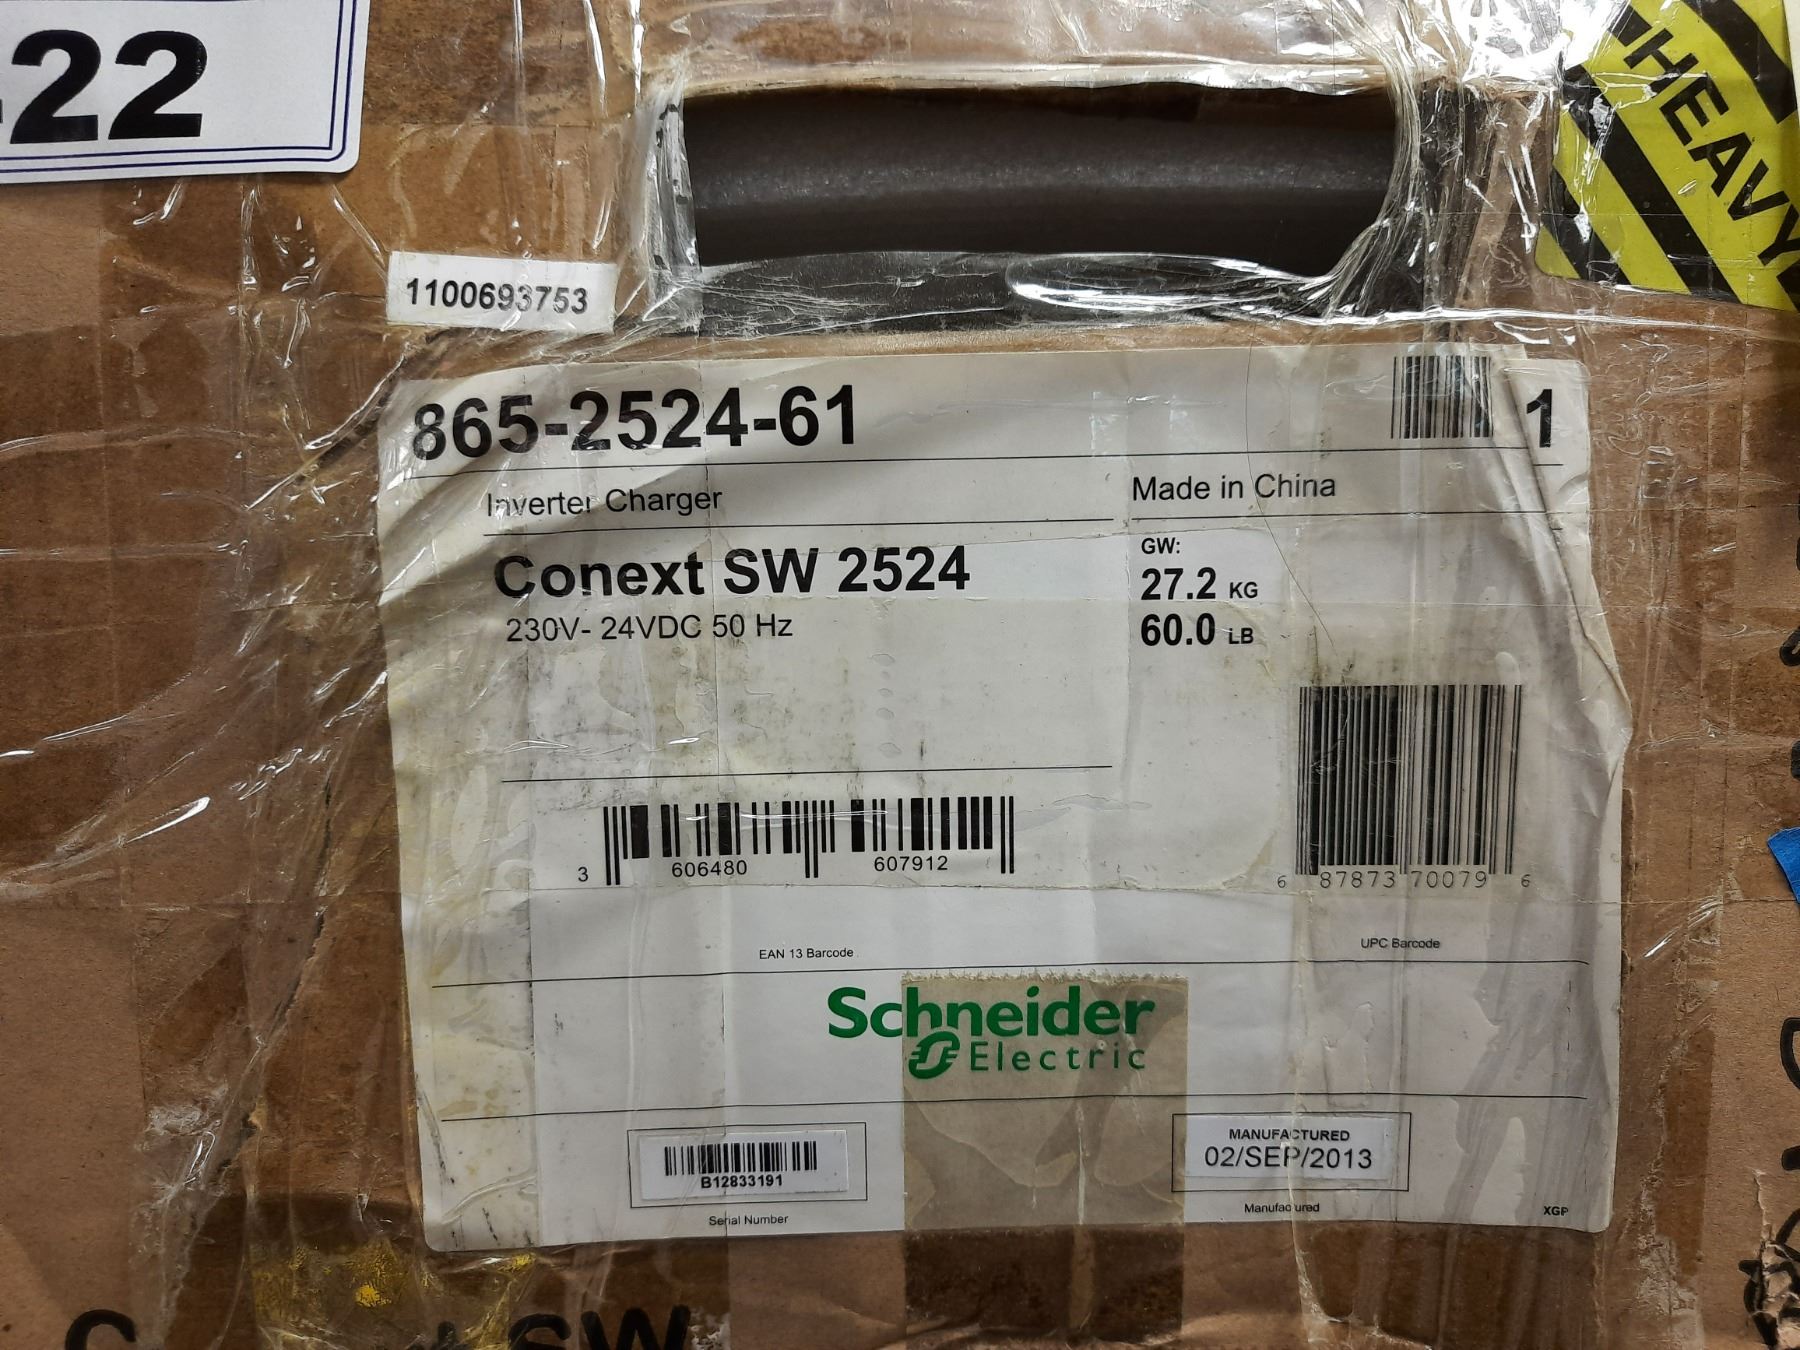 22
HEAVY
1100693753
865-2524-61
1
Inverter Charger
Made in China
Conext SW 2524
GW:
230V- 24VDC 50 Hz
27.2 KG
60.0 LB
3 606480 607912
6 87873 70079 6
EAN 13 Barcode
UPC Barcode
Schneider
Electric
B12833191
Serial Number
MANUFACTURED
02/SEP/2013
Manufactured
XGP
SW